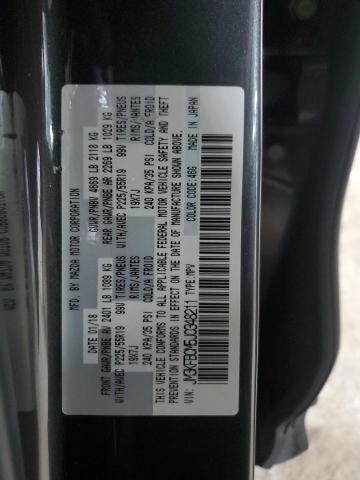 MFD. BY MAZDA MOTOR CORPORATION
DATE: 01/18 GVWR/PNBV 4669 LB 2118 KG
FRONT GAWR/PNBE AV 2401 LB 1089 KG REAR GAWR/PNBE AR 2269 LB 1029 KG
WITH/AVEC P225/55R19 99V TIRES/PNEUS WITH/AVEC P225/55R19 99V TIRES/PNEUS
19X7J RIMS/JANTES 19X7J RIMS/JANTES
240 KPA/35 PSI COLD/A FROID 240 KPA/35 PSI COLD/A FROID
THIS VEHICLE CONFORMS TO ALL APPLICABLE FEDERAL MOTOR VEHICLE SAFETY AND THEFT
PREVENTION STANDARDS IN EFFECT ON THE DATE OF MANUFACTURE SHOWN ABOVE.
TYPE:MPV COLOR CODE:46G MADE IN JAPAN